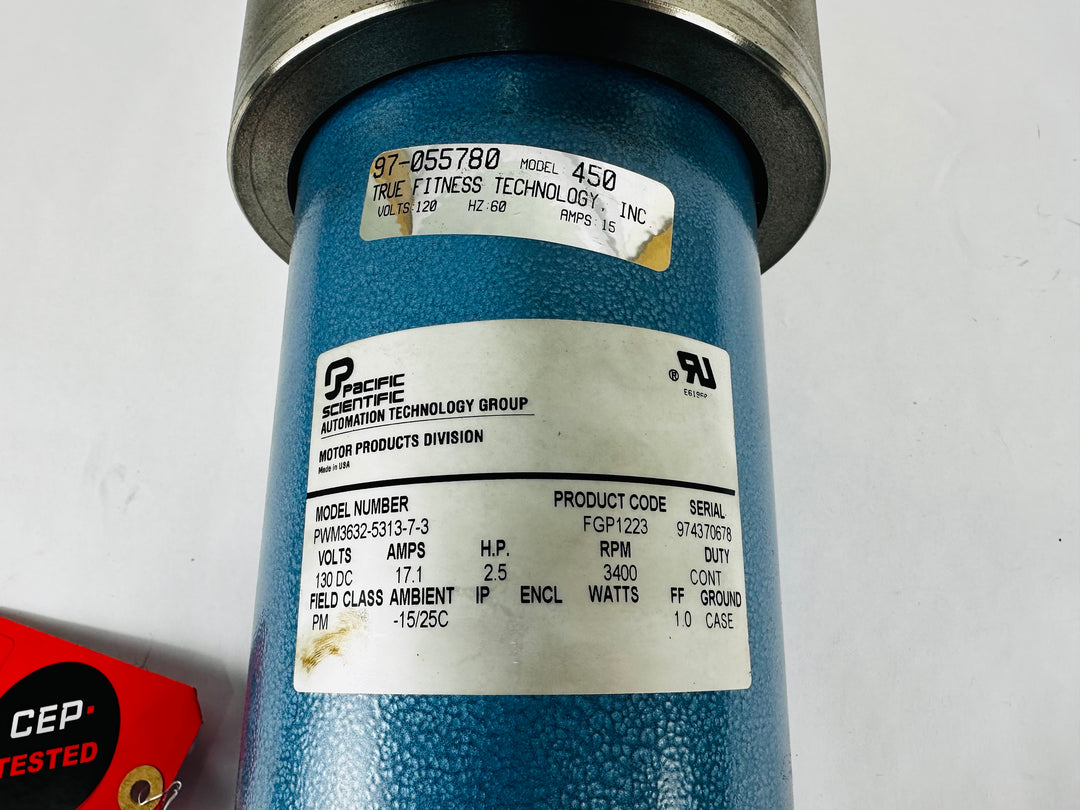 97-055780 MODEL 450
TRUE FITNESS TECHNOLOGY, INC
VOLTS:120 HZ:60 AMPS:15
PACIFIC
SCIENTIFIC
AUTOMATION TECHNOLOGY GROUP
MOTOR PRODUCTS DIVISION
Made in USA
®
MODEL NUMBER PRODUCT CODE SERIAL
PWM3632-5313-7-3 FGP1223 974370678
VOLTS AMPS H.P. RPM DUTY
130 DC 17.1 2.5 3400 CONT
FIELD CLASS AMBIENT IP ENCL WATTS FF GROUND
PM -15/25C 1.0 CASE
CEP
TESTED